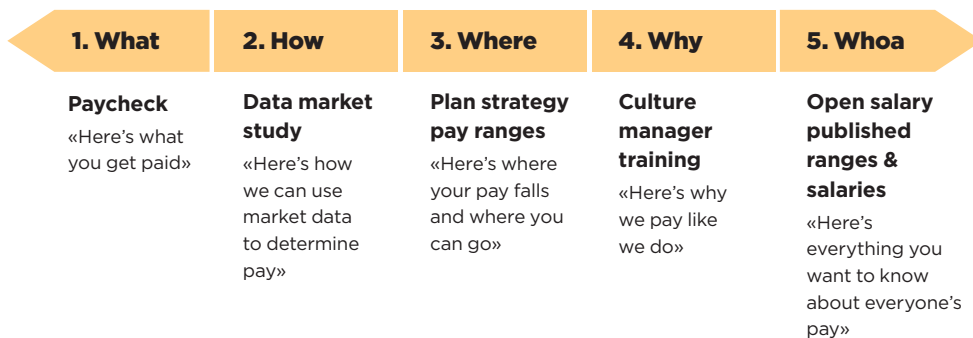 1. What
2. How
3. Where
4. Why
5. Whoa
Paycheck
«Here’s what
you get paid»
Data market
study
«Here’s how
we can use
market data
to determine
pay»
Plan strategy
pay ranges
«Here’s where
your pay falls
and where you
can go»
Culture
manager
training
«Here’s why
we pay like
we do»
Open salary
published
ranges &
salaries
«Here’s
everything you
want to know
about everyone’s
pay»